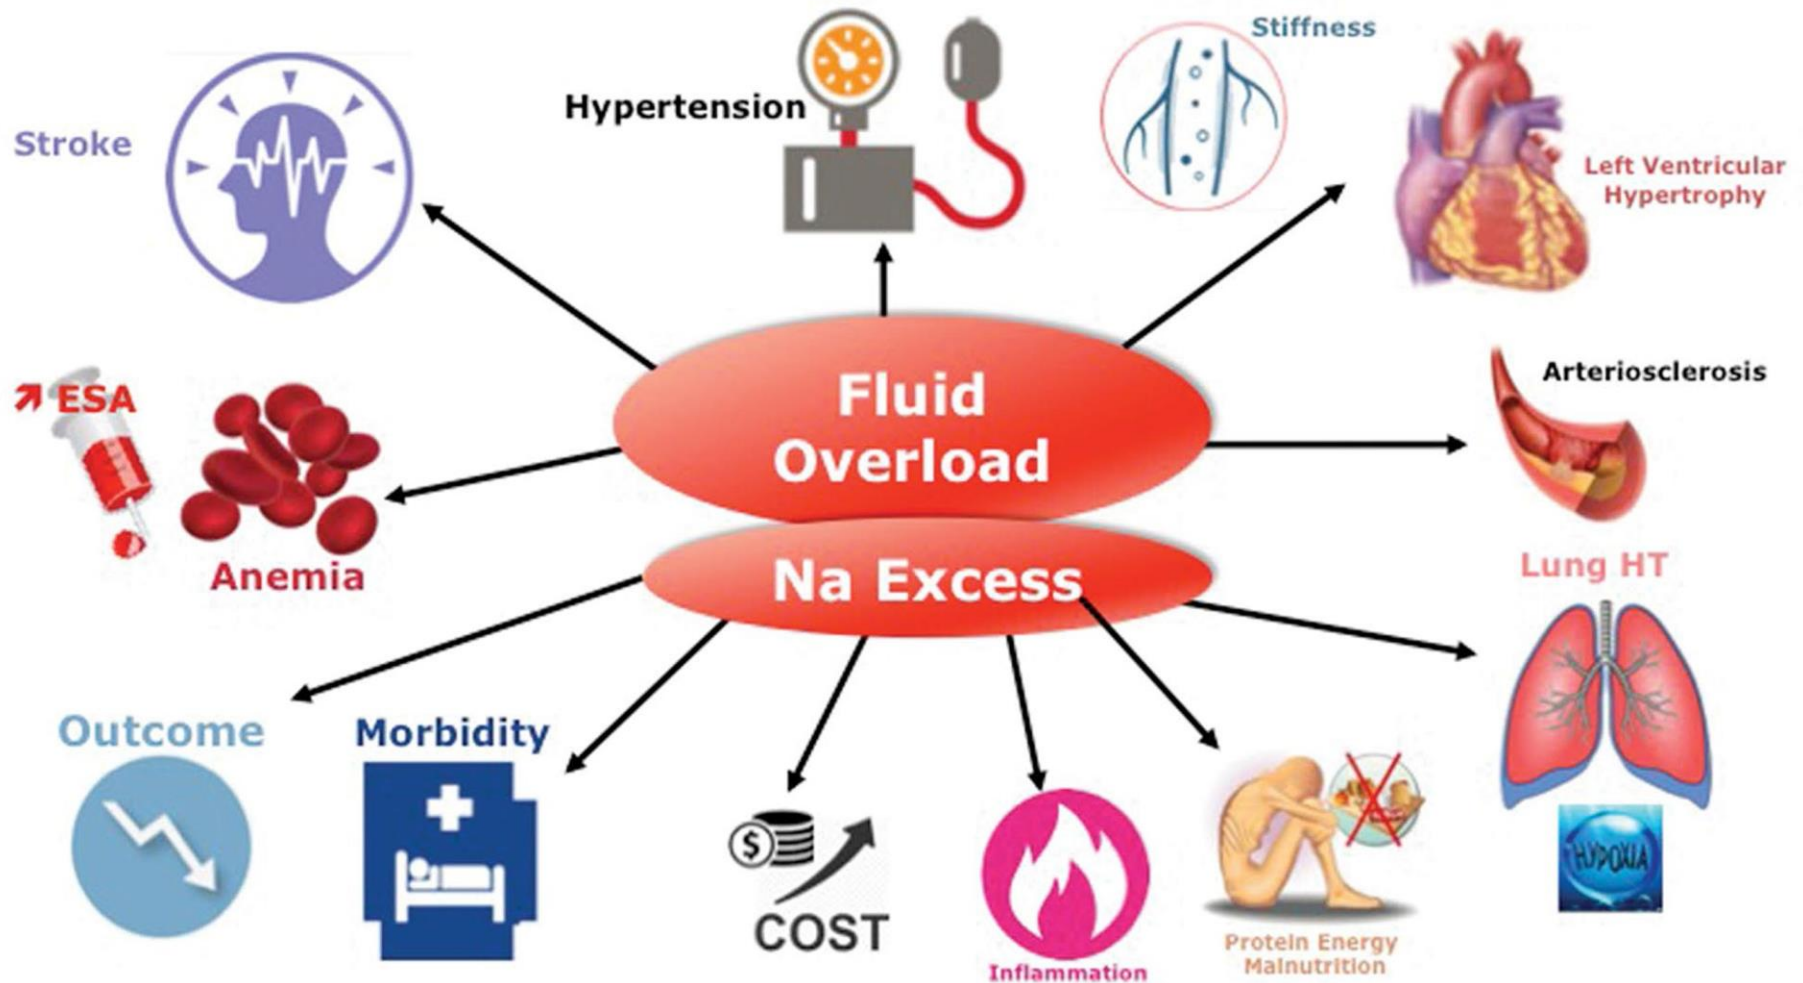 Stroke
Hypertension
Stiffness
Left Ventricular
Hypertrophy
Fluid
Overload
Na Excess
↗ ESA
Anemia
Arteriosclerosis
Lung HT
HYPOXIA
Outcome
Morbidity
$
COST
Inflammation
Protein Energy
Malnutrition